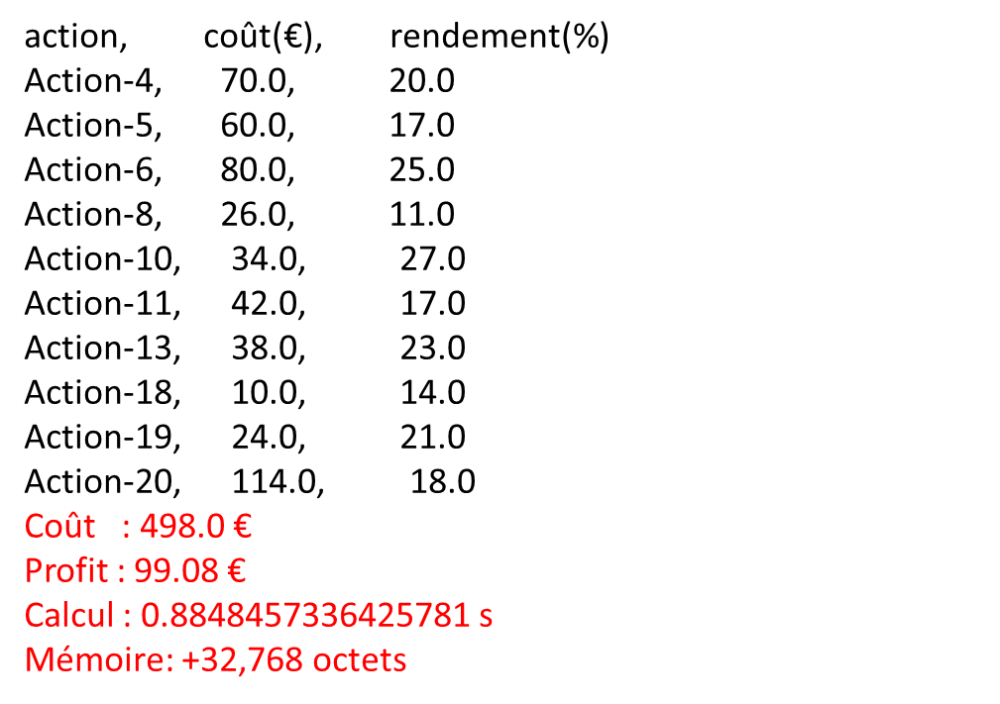 action, coût(€), rendement(%)
Action-4, 70.0, 20.0
Action-5, 60.0, 17.0
Action-6, 80.0, 25.0
Action-8, 26.0, 11.0
Action-10, 34.0, 27.0
Action-11, 42.0, 17.0
Action-13, 38.0, 23.0
Action-18, 10.0, 14.0
Action-19, 24.0, 21.0
Action-20, 114.0, 18.0
Coût : 498.0 €
Profit : 99.08 €
Calcul : 0.8848457336425781 s
Mémoire: +32,768 octets